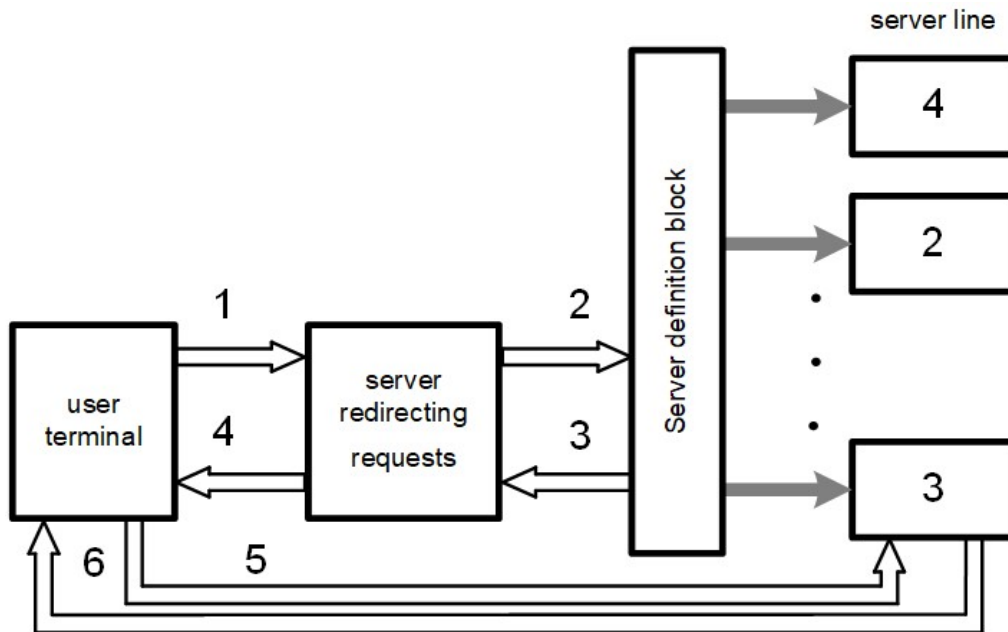 server line
4
2
3
Server definition block
1
2
user
terminal
server
redirecting
requests
4
3
6
5